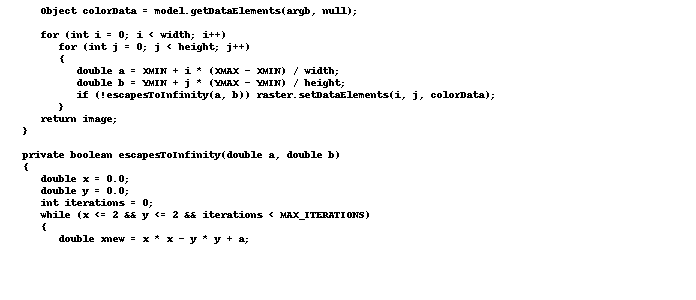 Object colorData = model.getDataElements(argb, null);
for (int i = 0; i < width; i++)
for (int j = 0; j < height; j++)
{
double a = XMIN + i * (XMAX - XMIN) / width;
double b = YMIN + j * (YMAX - YMIN) / height;
if (!escapesToInfinity(a, b)) raster.setDataElements(i, j, colorData);
}
return image;
}
private boolean escapesToInfinity(double a, double b)
{
double x = 0.0;
double y = 0.0;
int iterations = 0;
while (x <= 2 && y <= 2 && iterations < MAX_ITERATIONS)
{
double xnew = x * x - y * y + a;